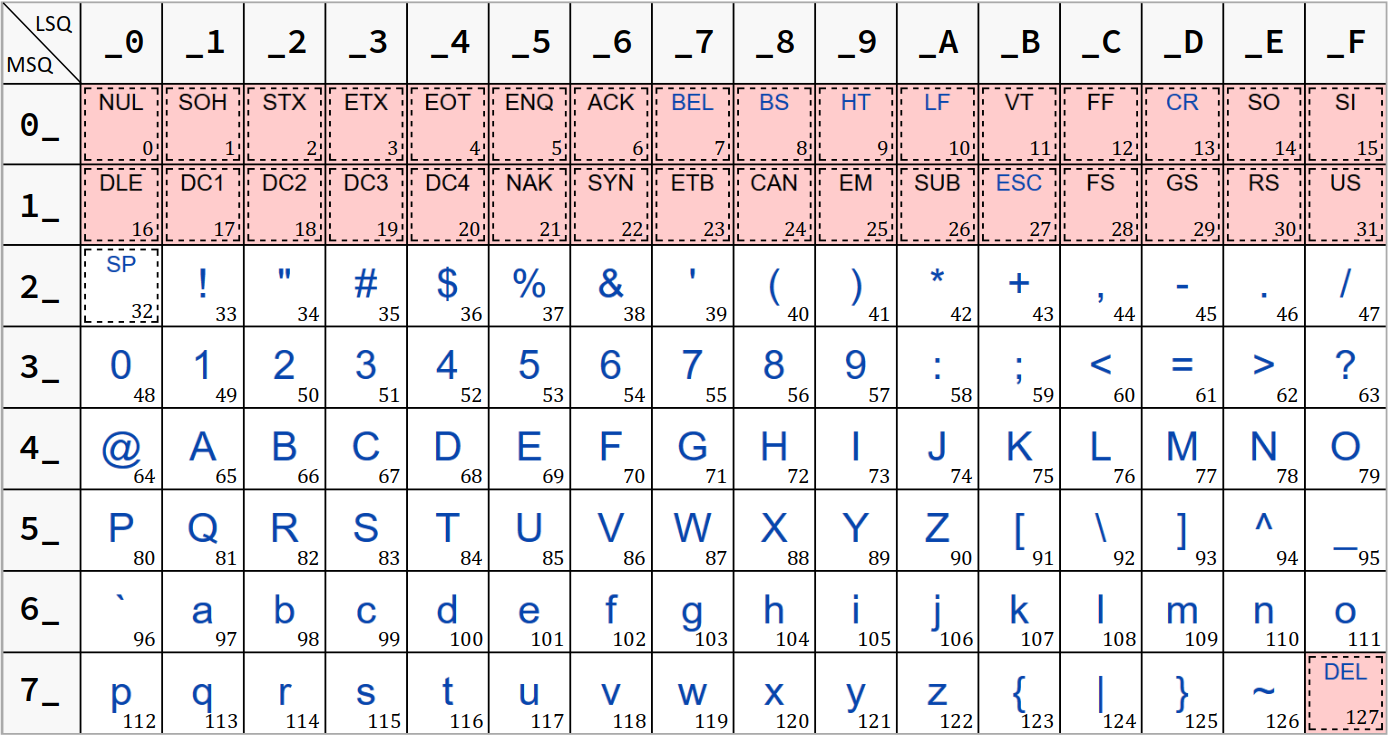 LSQ
MSQ
_0 _1 _2 _3 _4 _5 _6 _7 _8 _9 _A _B _C _D _E _F
0_ NUL SOH STX ETX EOT ENQ ACK BEL BS HT LF VT FF CR SO SI
0 1 2 3 4 5 6 7 8 9 10 11 12 13 14 15
1_ DLE DC1 DC2 DC3 DC4 NAK SYN ETB CAN EM SUB ESC FS GS RS US
16 17 18 19 20 21 22 23 24 25 26 27 28 29 30 31
2_ SP ! " # $ % & ' ( ) * + , - . /
32 33 34 35 36 37 38 39 40 41 42 43 44 45 46 47
3_ 0 1 2 3 4 5 6 7 8 9 : ; < = > ?
48 49 50 51 52 53 54 55 56 57 58 59 60 61 62 63
4_ @ A B C D E F G H I J K L M N O
64 65 66 67 68 69 70 71 72 73 74 75 76 77 78 79
5_ P Q R S T U V W X Y Z [ \ ] ^ _
80 81 82 83 84 85 86 87 88 89 90 91 92 93 94 95
6_ ` a b c d e f g h i j k l m n o
96 97 98 99 100 101 102 103 104 105 106 107 108 109 110 111
7_ p q r s t u v w x y z { | } ~ DEL
112 113 114 115 116 117 118 119 120 121 122 123 124 125 126 127